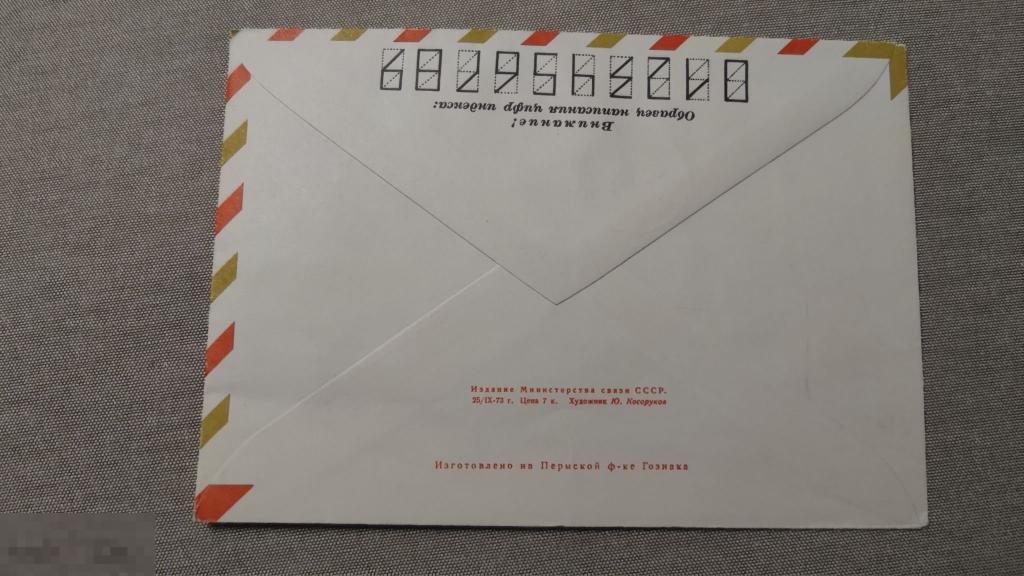 Внимание!
Образец написания цифр индекса:
0123456789
Издание Министерства связи СССР.
25/IX-73 г. Цена 7 к. Художник Ю. Косоруков
Изготовлено на Пермской ф-ке Гознака